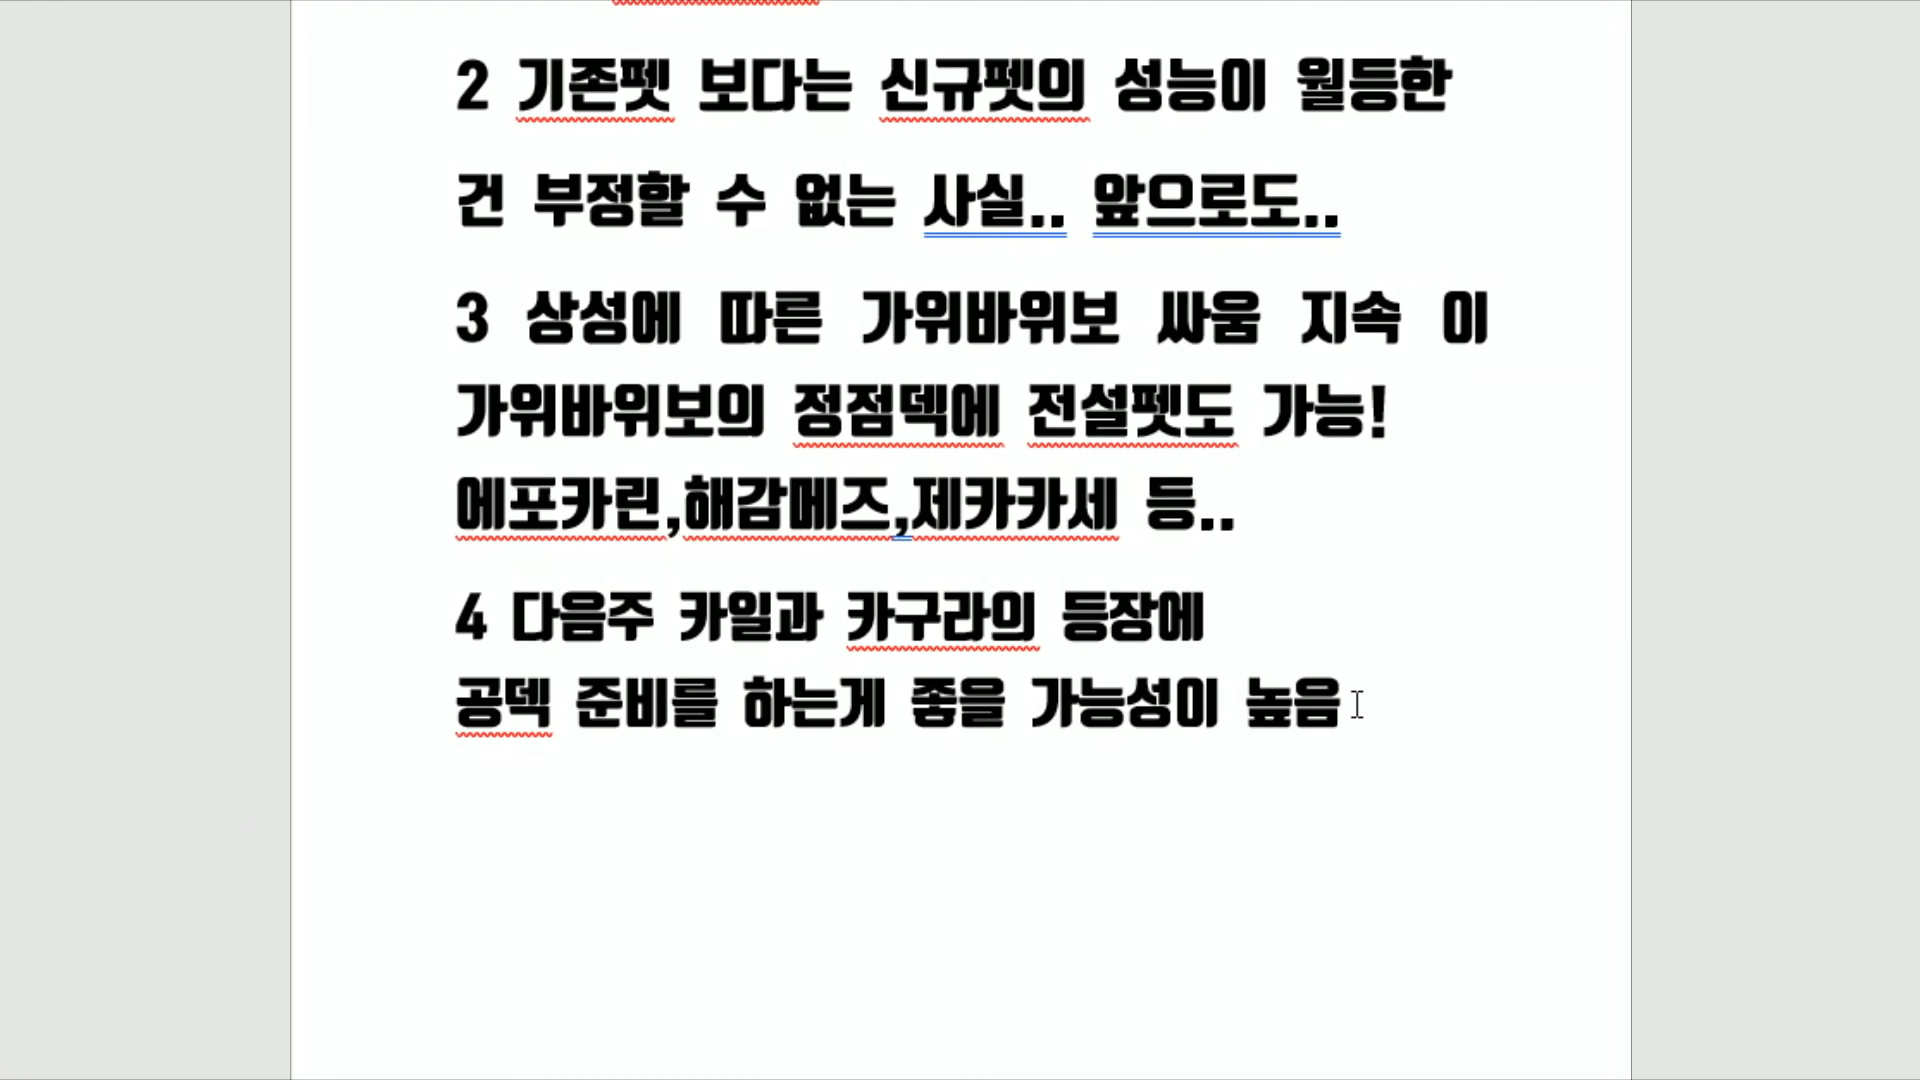 2 기존펫 보다는 신규펫의 성능이 월등한
건 부정할 수 없는 사실.. 앞으로도..
3 상성에 따른 가위바위보 싸움 지속 이
가위바위보의 정점덱에 전설펫도 가능!
에포카린,해감메즈,제카카세 등..
4 다음주 카일과 카구라의 등장에
공덱 준비를 하는게 좋을 가능성이 높음